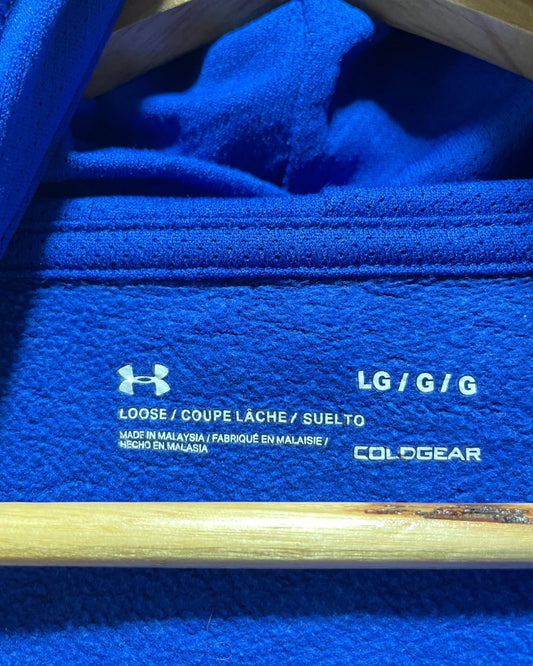 LG / G / G
LOOSE / COUPE LÂCHE / SUELTO
MADE IN MALAYSIA / FABRIQUÉ EN MALAISIE /
HECHO EN MALASIA
COLDGEAR